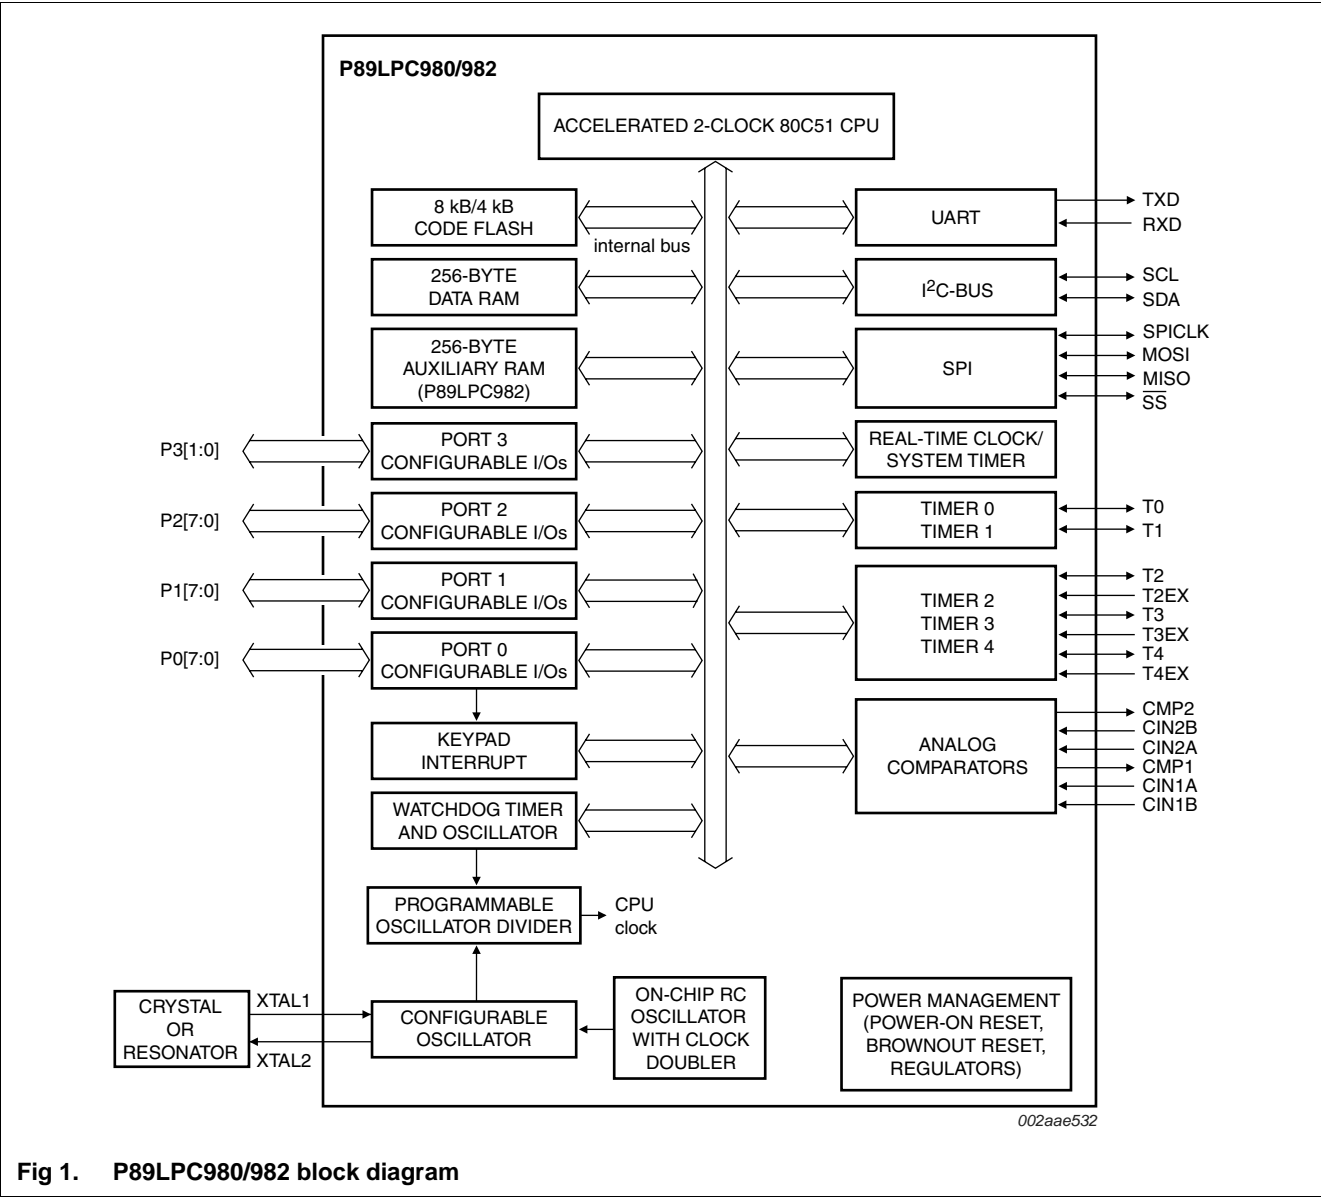 P89LPC980/982
ACCELERATED 2-CLOCK 80C51 CPU
8 kB/4 kB
CODE FLASH
internal bus
256-BYTE
DATA RAM
256-BYTE
AUXILIARY RAM
(P89LPC982)
P3[1:0]
PORT 3
CONFIGURABLE I/Os
P2[7:0]
PORT 2
CONFIGURABLE I/Os
P1[7:0]
PORT 1
CONFIGURABLE I/Os
P0[7:0]
PORT 0
CONFIGURABLE I/Os
KEYPAD
INTERRUPT
WATCHDOG TIMER
AND OSCILLATOR
PROGRAMMABLE
OSCILLATOR DIVIDER
CPU
clock
CRYSTAL
OR
RESONATOR
XTAL1
XTAL2
CONFIGURABLE
OSCILLATOR
ON-CHIP RC
OSCILLATOR
WITH CLOCK
DOUBLER
UART
TXD
RXD
I²C-BUS
SCL
SDA
SPI
SPICLK
MOSI
MISO
S̅S̅
REAL-TIME CLOCK/
SYSTEM TIMER
TIMER 0
TIMER 1
T0
T1
TIMER 2
TIMER 3
TIMER 4
T2
T2EX
T3
T3EX
T4
T4EX
ANALOG
COMPARATORS
CMP2
CIN2B
CIN2A
CMP1
CIN1A
CIN1B
POWER MANAGEMENT
(POWER-ON RESET,
BROWNOUT RESET,
REGULATORS)
002aae532
Fig 1. P89LPC980/982 block diagram